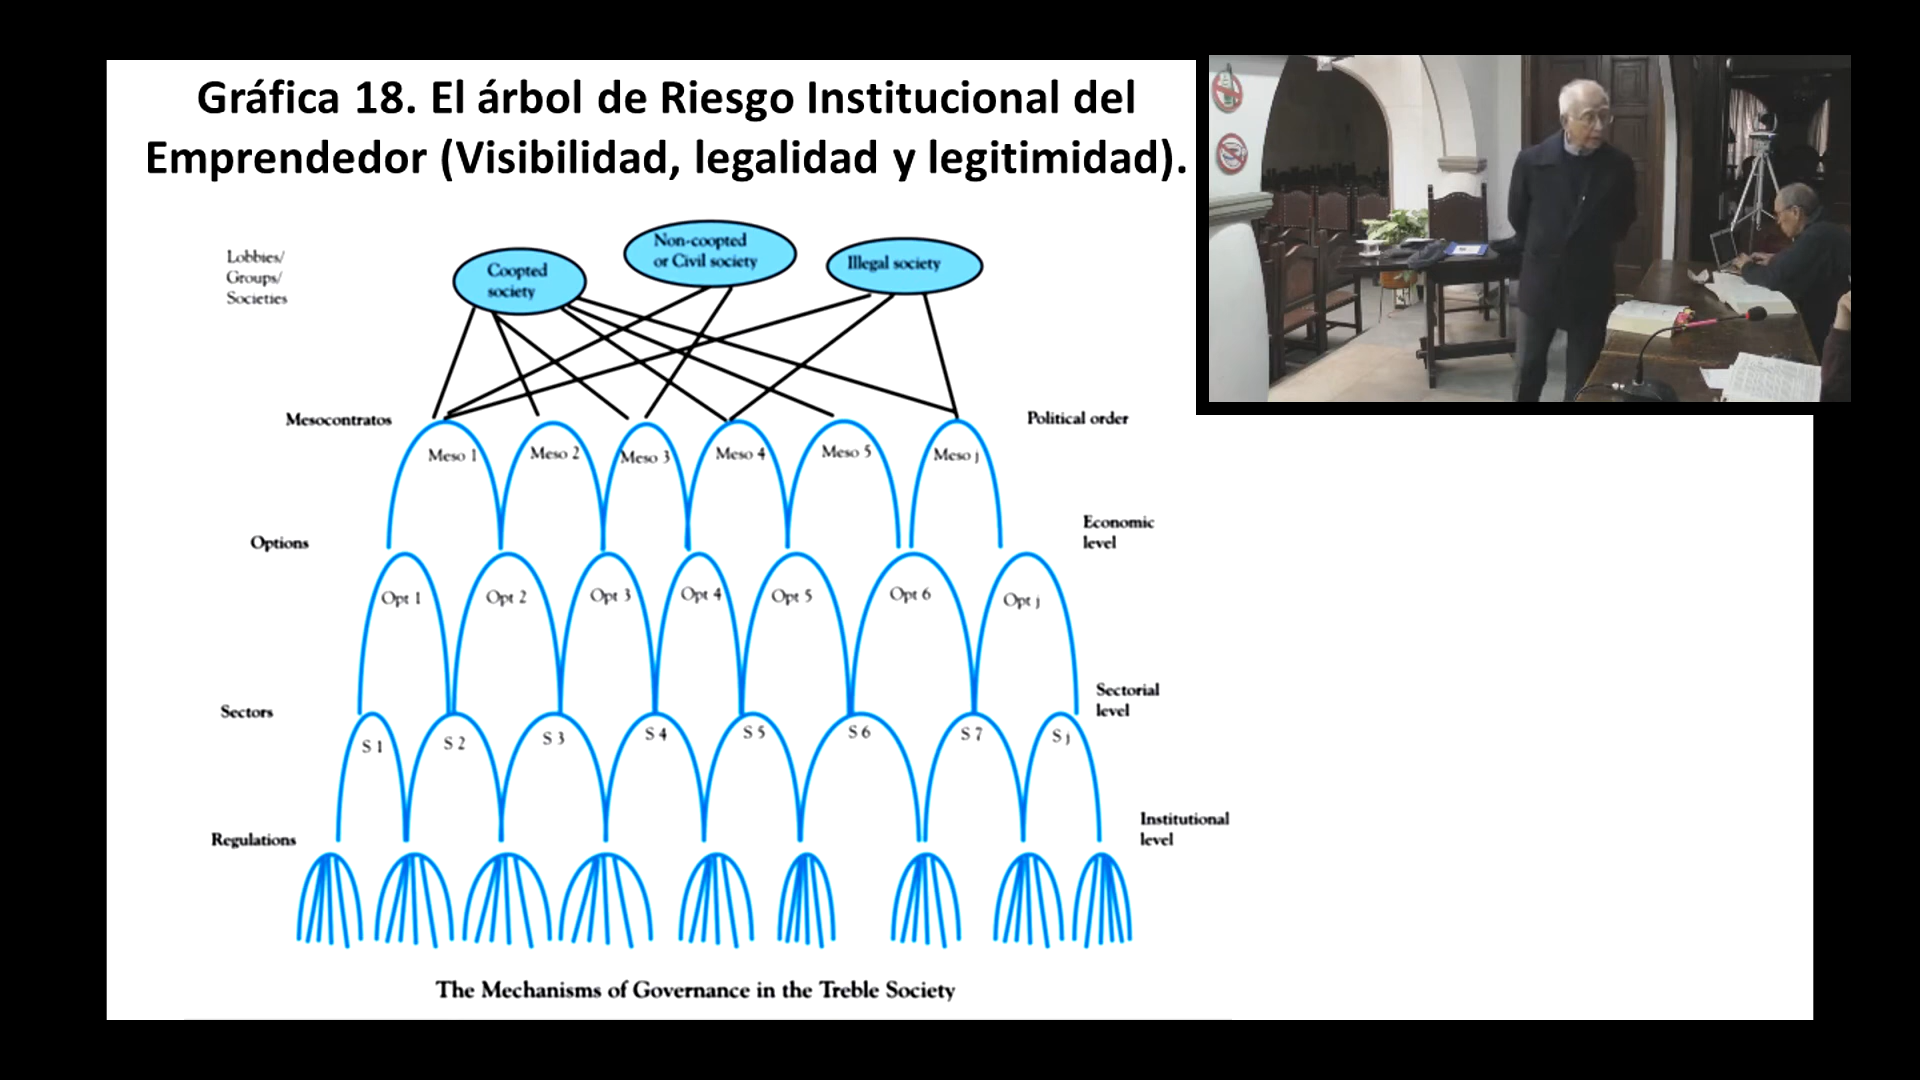 Gráfica 18. El árbol de Riesgo Institucional del
Emprendedor (Visibilidad, legalidad y legitimidad).
Lobbies/
Groups/
Societies
Coopted
society
Non-coopted
or Civil society
Illegal society
Mesocontratos
Political order
Meso 1
Meso 2
Meso 3
Meso 4
Meso 5
Meso j
Options
Economic
level
Opt 1
Opt 2
Opt 3
Opt 4
Opt 5
Opt 6
Opt j
Sectors
Sectorial
level
S 1
S 2
S 3
S 4
S 5
S 6
S 7
S j
Regulations
Institutional
level
The Mechanisms of Governance in the Treble Society